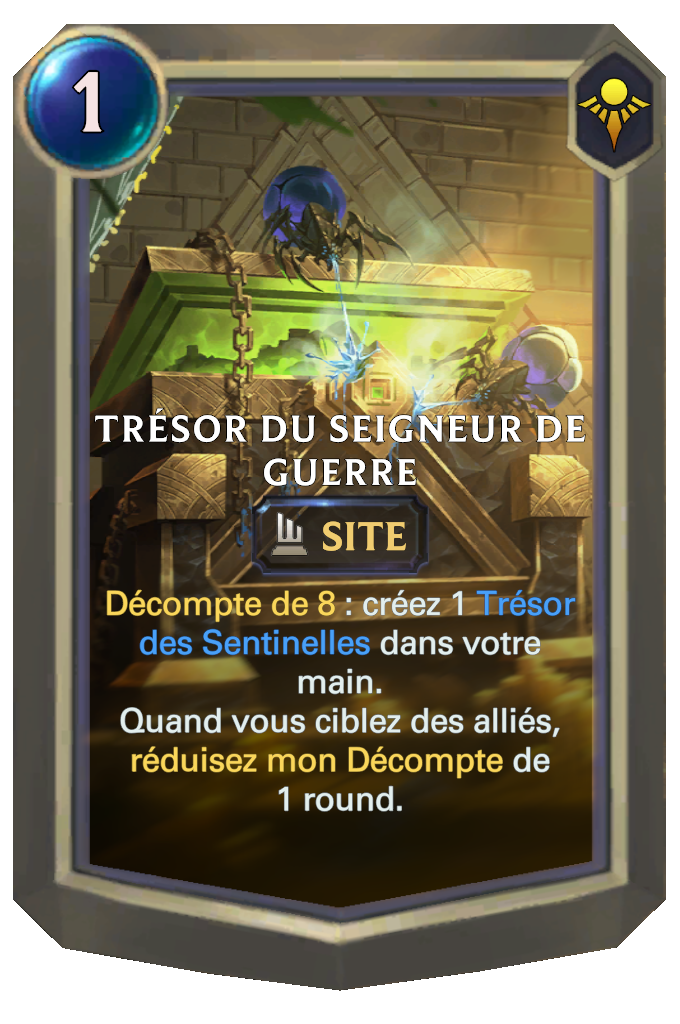 1
TRÉSOR DU SEIGNEUR DE
GUERRE
SITE
Décompte de 8 : créez 1 Trésor
des Sentinelles dans votre
main.
Quand vous ciblez des alliés,
réduisez mon Décompte de
1 round.